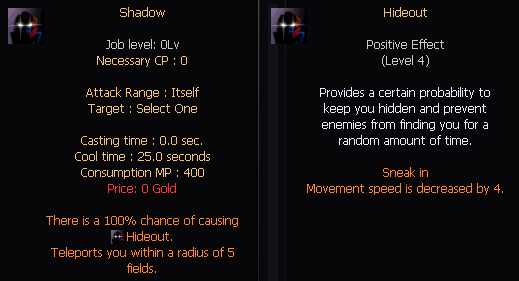 Shadow
Job level: 0Lv
Necessary CP : 0
Attack Range : Itself
Target : Select One
Casting time : 0.0 sec.
Cool time : 25.0 seconds
Consumption MP : 400
Price: 0 Gold
There is a 100% chance of causing
Hideout.
Teleports you within a radius of 5
fields.
Hideout
Positive Effect
(Level 4)
Provides a certain probability to
keep you hidden and prevent
enemies from finding you for a
random amount of time.
Sneak in
Movement speed is decreased by 4.